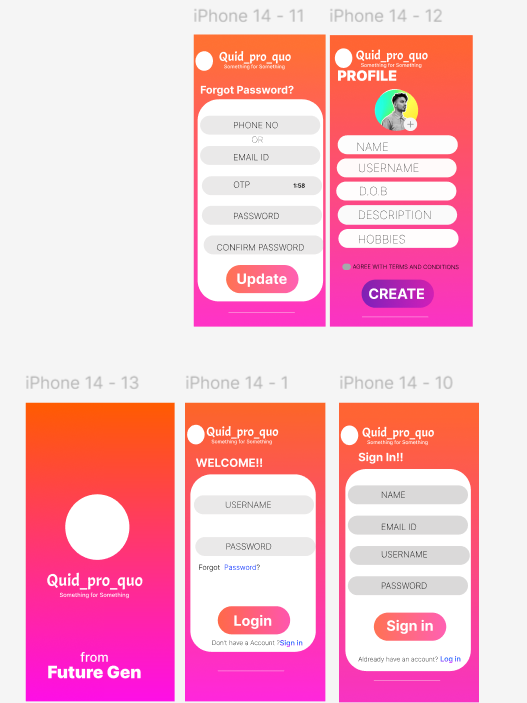 iPhone 14 - 11
Quid_pro_quo
Something for Something
Forgot Password?
PHONE NO
OR
EMAIL ID
OTP 1:58
PASSWORD
CONFIRM PASSWORD
Update
iPhone 14 - 12
Quid_pro_quo
Something for Something
PROFILE
+
NAME
USERNAME
D.O.B
DESCRIPTION
HOBBIES
AGREE WITH TERMS AND CONDITIONS
CREATE
iPhone 14 - 13
Quid_pro_quo
Something for Something
from
Future Gen
iPhone 14 - 1
Quid_pro_quo
Something for Something
WELCOME!!
USERNAME
PASSWORD
Forgot Password?
Login
Don't have a Account ?Sign in
iPhone 14 - 10
Quid_pro_quo
Something for Something
Sign In!!
NAME
EMAIL ID
USERNAME
PASSWORD
Sign in
Aldready have an account? Log in